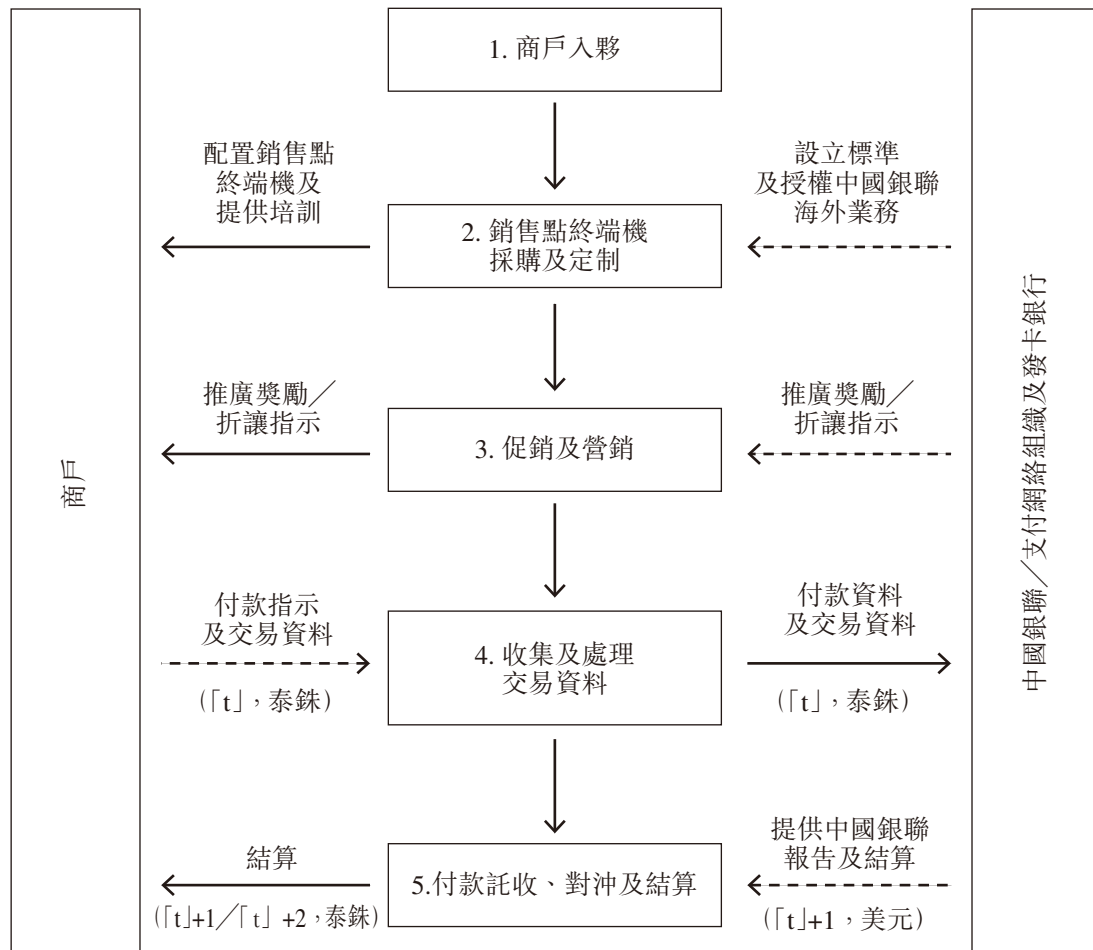 1. 商戶入夥
配置銷售點
終端機及
提供培訓
設立標準
及授權中國銀聯
海外業務
2. 銷售點終端機
採購及定制
推廣獎勵／
折讓指示
3. 促銷及營銷
推廣獎勵／
折讓指示
商戶
中國銀聯／支付網絡組織及發卡銀行
付款指示
及交易資料
(「t」，泰銖)
4. 收集及處理
交易資料
付款資料
及交易資料
(「t」，泰銖)
結算
(「t」+1／「t」+2，泰銖)
5.付款託收、對沖及結算
提供中國銀聯
報告及結算
(「t」+1，美元)